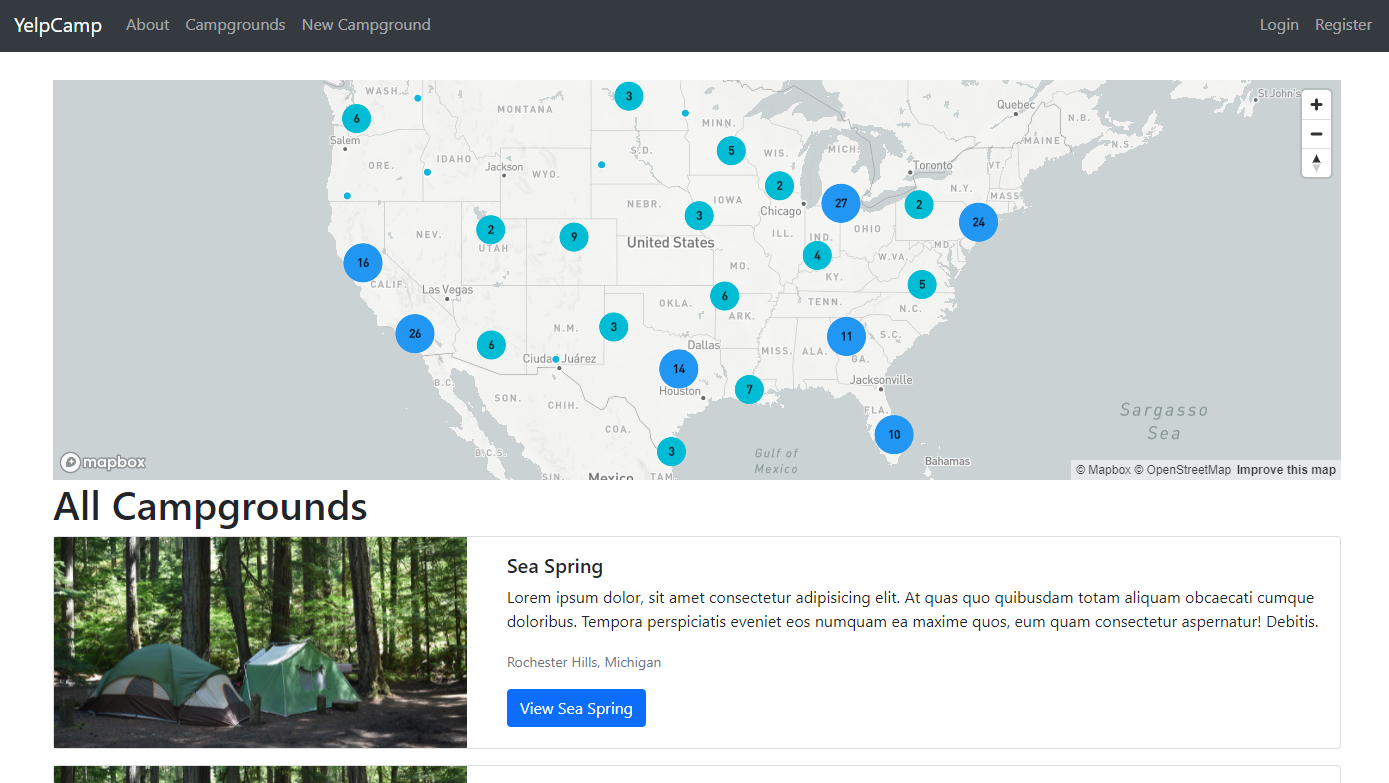 YelpCamp About Campgrounds New Campground Login Register
WASH.
MONTANA
3
MINN.
Quebec
N.B.
St John's
+
6
Salem
ORE.
IDAHO
Jackson
WYO.
S.D.
5
WIS.
MICH.
Toronto
VT.
MAINE
N.S.
−
2
Chicago
27
2
N.Y.
MASS.
24
NEBR.
3
IOWA
NEV.
2
UTAH
9
United States
ILL.
IND.
OHIO
MD.
16
CALIF.
Las Vegas
MO.
4
KY.
W.VA.
5
OKLA.
6
ARK.
TENN.
N.C.
26
6
N.M.
3
Dallas
MISS.
ALA.
11
GA.
S.C.
Ciudad Juárez
14
Houston
7
Jacksonville
B.C.
SON.
CHIH.
FLA.
Sargasso
Sea
COA.
10
B.C.S.
3
Gulf of
Mexico
Bahamas
SIN.
Mexico
TAM.
mapbox
© Mapbox © OpenStreetMap Improve this map
All Campgrounds
Sea Spring
Lorem ipsum dolor, sit amet consectetur adipisicing elit. At quas quo quibusdam totam aliquam obcaecati cumque
doloribus. Tempora perspiciatis eveniet eos numquam ea maxime quos, eum quam consectetur aspernatur! Debitis.
Rochester Hills, Michigan
View Sea Spring